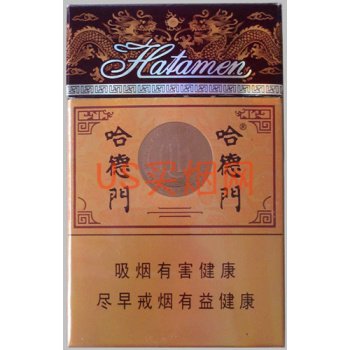 Hatamen
哈德門
哈德門®
US买烟网
吸烟有害健康
尽早戒烟有益健康